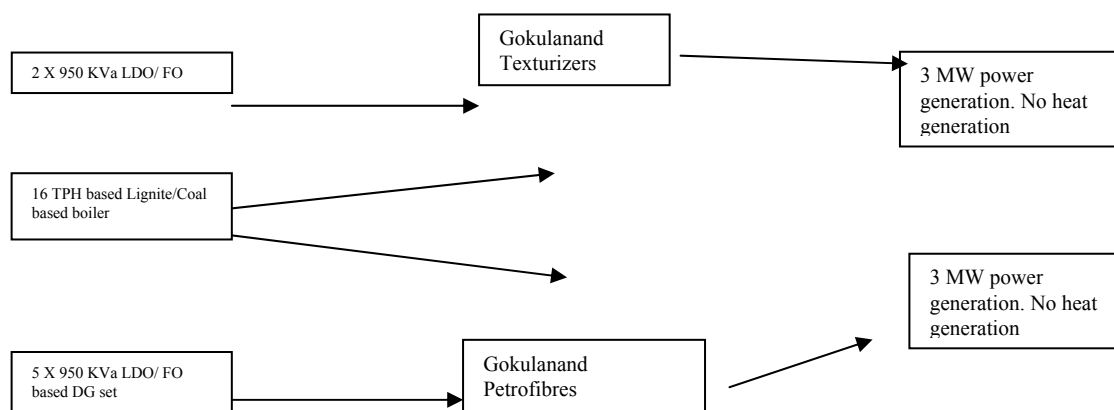 2 X 950 KVa LDO/ FO
Gokulanand
Texturizers
3 MW power
generation. No heat
generation
16 TPH based Lignite/Coal
based boiler
3 MW power
generation. No heat
generation
5 X 950 KVa LDO/ FO
based DG set
Gokulanand
Petrofibres